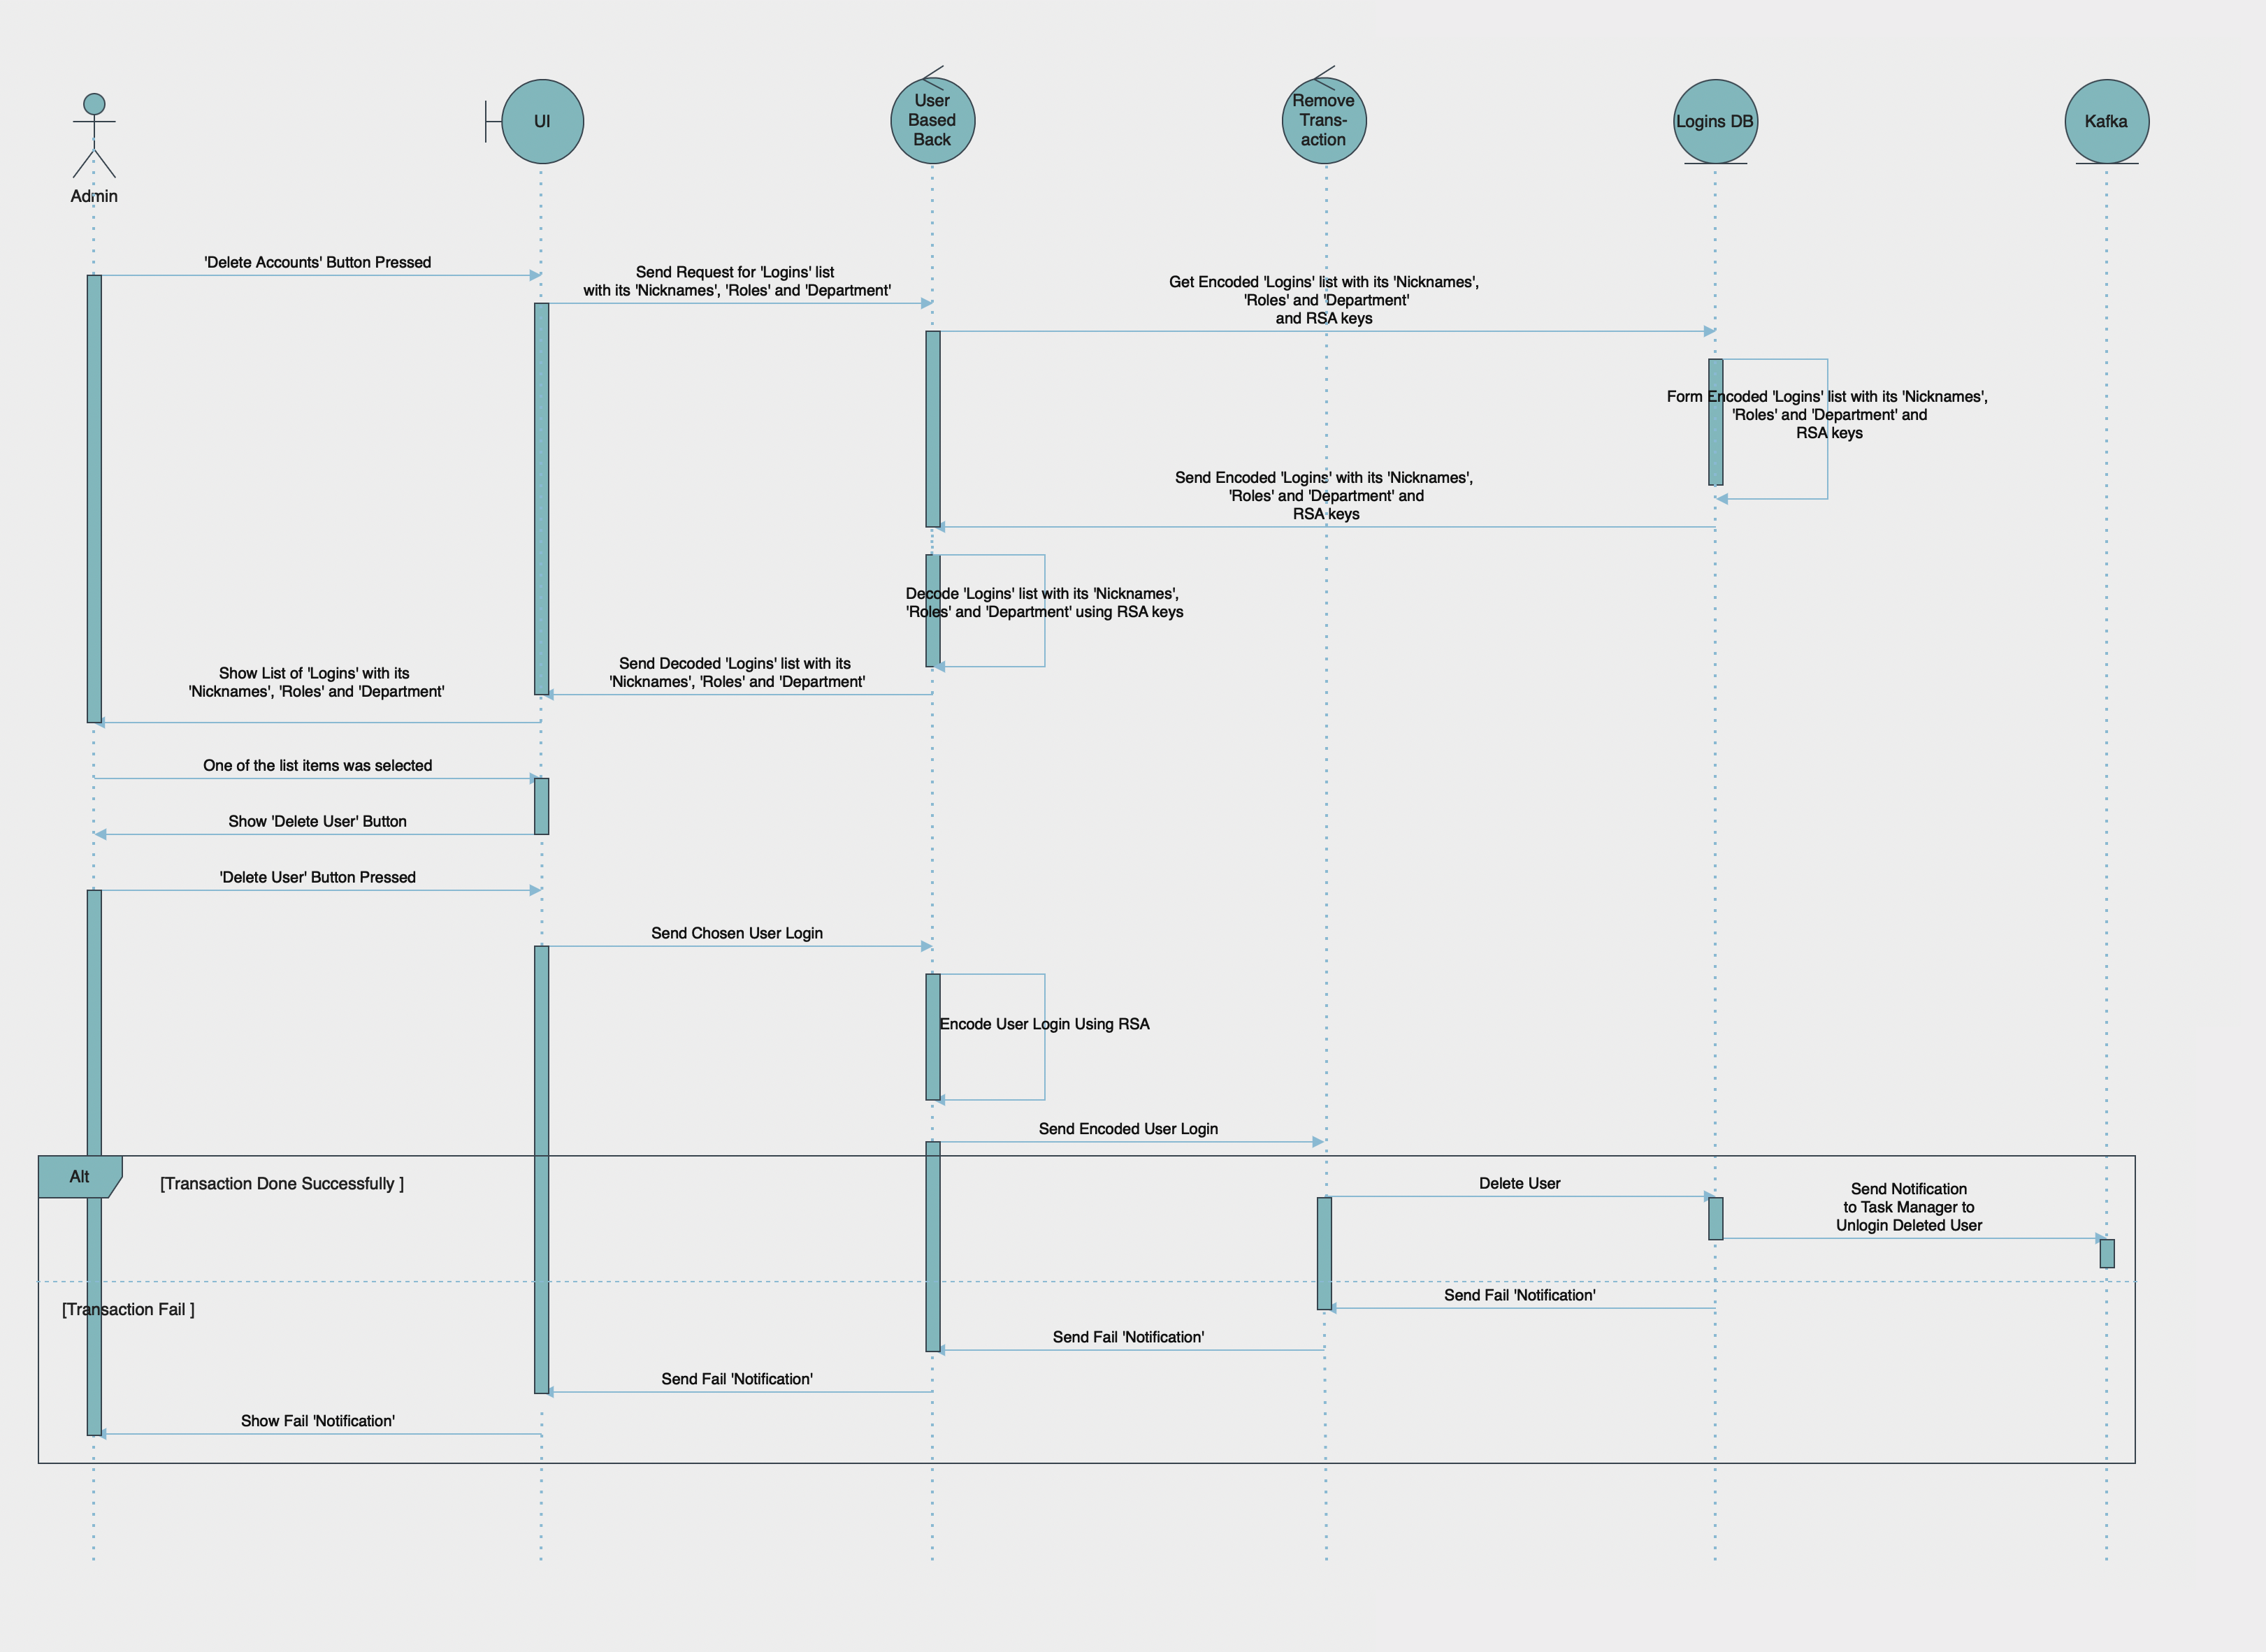 Admin
UI
User
Based
Back
Remove
Trans-
action
Logins DB
Kafka
'Delete Accounts' Button Pressed
Send Request for 'Logins' list
with its 'Nicknames', 'Roles' and 'Department'
Get Encoded 'Logins' list with its 'Nicknames',
'Roles' and 'Department'
and RSA keys
Form Encoded 'Logins' list with its 'Nicknames',
'Roles' and 'Department' and
RSA keys
Send Encoded 'Logins' with its 'Nicknames',
'Roles' and 'Department' and
RSA keys
Decode 'Logins' list with its 'Nicknames',
'Roles' and 'Department' using RSA keys
Send Decoded 'Logins' list with its
'Nicknames', 'Roles' and 'Department'
Show List of 'Logins' with its
'Nicknames', 'Roles' and 'Department'
One of the list items was selected
Show 'Delete User' Button
'Delete User' Button Pressed
Send Chosen User Login
Encode User Login Using RSA
Send Encoded User Login
Alt
[Transaction Done Successfully ]
Delete User
Send Notification
to Task Manager to
Unlogin Deleted User
[Transaction Fail ]
Send Fail 'Notification'
Send Fail 'Notification'
Send Fail 'Notification'
Show Fail 'Notification'